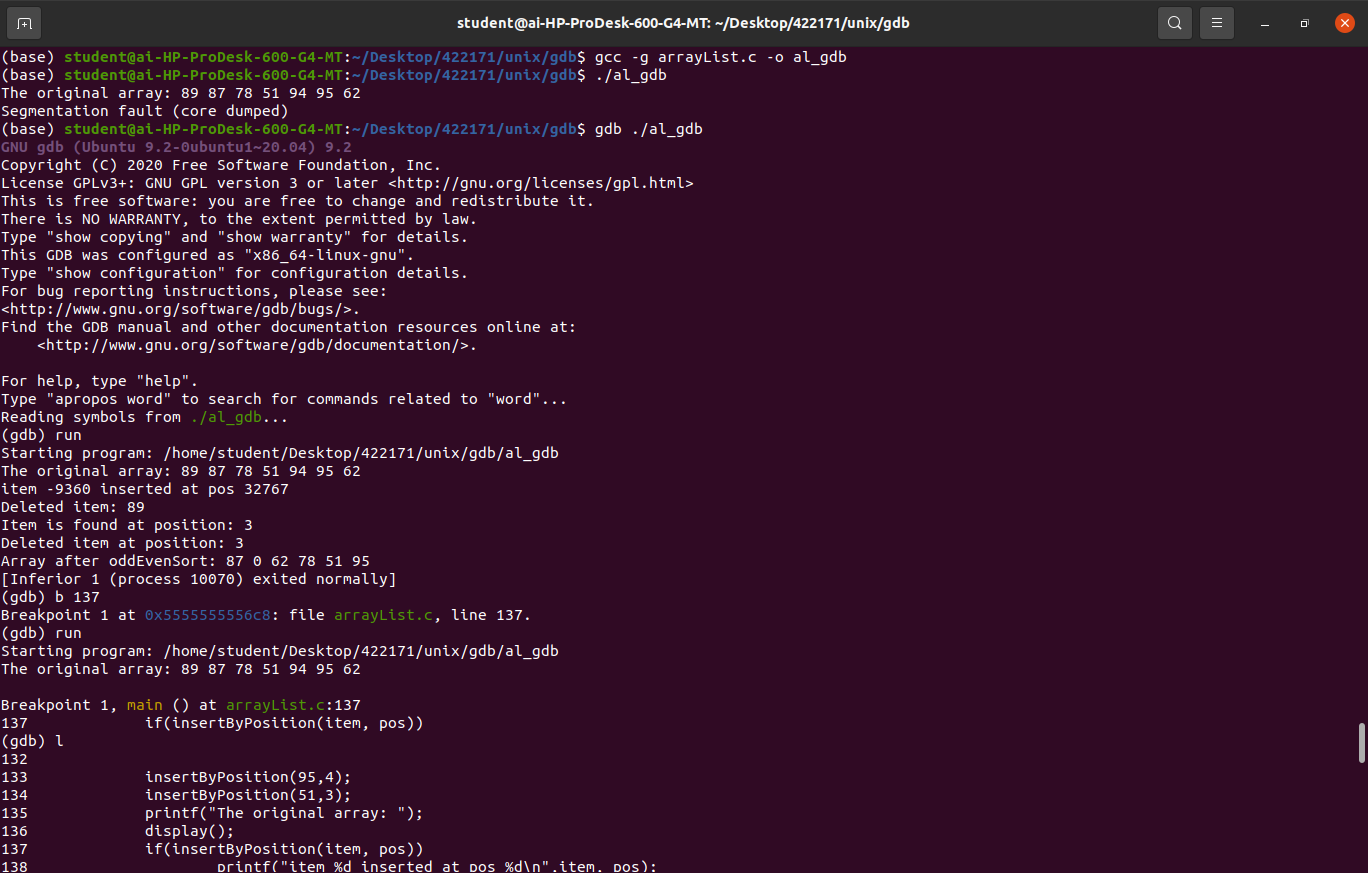 student@ai-HP-ProDesk-600-G4-MT: ~/Desktop/422171/unix/gdb
(base) student@ai-HP-ProDesk-600-G4-MT:~/Desktop/422171/unix/gdb$ gcc -g arrayList.c -o al_gdb
(base) student@ai-HP-ProDesk-600-G4-MT:~/Desktop/422171/unix/gdb$ ./al_gdb
The original array: 89 87 78 51 94 95 62
Segmentation fault (core dumped)
(base) student@ai-HP-ProDesk-600-G4-MT:~/Desktop/422171/unix/gdb$ gdb ./al_gdb
GNU gdb (Ubuntu 9.2-0ubuntu1~20.04) 9.2
Copyright (C) 2020 Free Software Foundation, Inc.
License GPLv3+: GNU GPL version 3 or later <http://gnu.org/licenses/gpl.html>
This is free software: you are free to change and redistribute it.
There is NO WARRANTY, to the extent permitted by law.
Type "show copying" and "show warranty" for details.
This GDB was configured as "x86_64-linux-gnu".
Type "show configuration" for configuration details.
For bug reporting instructions, please see:
<http://www.gnu.org/software/gdb/bugs/>.
Find the GDB manual and other documentation resources online at:
    <http://www.gnu.org/software/gdb/documentation/>.

For help, type "help".
Type "apropos word" to search for commands related to "word"...
Reading symbols from ./al_gdb...
(gdb) run
Starting program: /home/student/Desktop/422171/unix/gdb/al_gdb
The original array: 89 87 78 51 94 95 62
item -9360 inserted at pos 32767
Deleted item: 89
Item is found at position: 3
Deleted item at position: 3
Array after oddEvenSort: 87 0 62 78 51 95
[Inferior 1 (process 10070) exited normally]
(gdb) b 137
Breakpoint 1 at 0x5555555556c8: file arrayList.c, line 137.
(gdb) run
Starting program: /home/student/Desktop/422171/unix/gdb/al_gdb
The original array: 89 87 78 51 94 95 62

Breakpoint 1, main () at arrayList.c:137
137             if(insertByPosition(item, pos))
(gdb) l
132
133             insertByPosition(95,4);
134             insertByPosition(51,3);
135             printf("The original array: ");
136             display();
137             if(insertByPosition(item, pos))
138                     printf("item %d inserted at pos %d\n",item, pos);